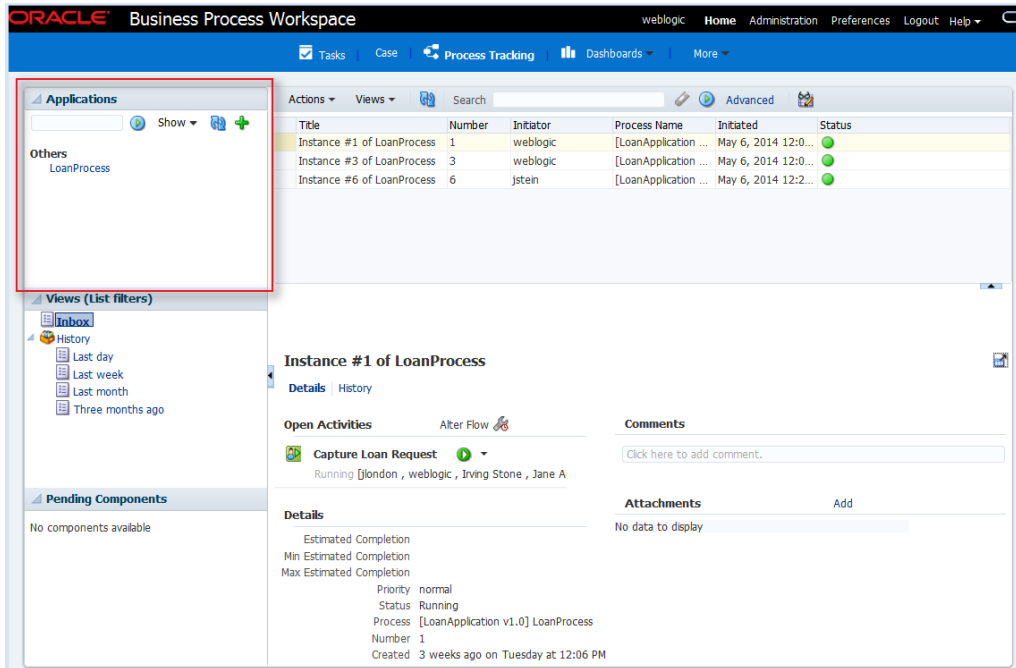 ORACLE Business Process Workspace
weblogic Home Administration Preferences Logout Help
Tasks Case Process Tracking Dashboards More
Applications
Show
Others
LoanProcess
Actions Views Search Advanced
Title Number Initiator Process Name Initiated Status
Instance #1 of LoanProcess 1 weblogic [LoanApplication ... May 6, 2014 12:0...
Instance #3 of LoanProcess 3 weblogic [LoanApplication ... May 6, 2014 12:0...
Instance #6 of LoanProcess 6 jstein [LoanApplication ... May 6, 2014 12:2...
Views (List filters)
Inbox
History
Last day
Last week
Last month
Three months ago
Pending Components
No components available
Instance #1 of LoanProcess
Details History
Open Activities Alter Flow
Capture Loan Request
Running [jlondon , weblogic , Irving Stone , Jane A
Details
Estimated Completion
Min Estimated Completion
Max Estimated Completion
Priority normal
Status Running
Process [LoanApplication v1.0] LoanProcess
Number 1
Created 3 weeks ago on Tuesday at 12:06 PM
Comments
Click here to add comment.
Attachments Add
No data to display